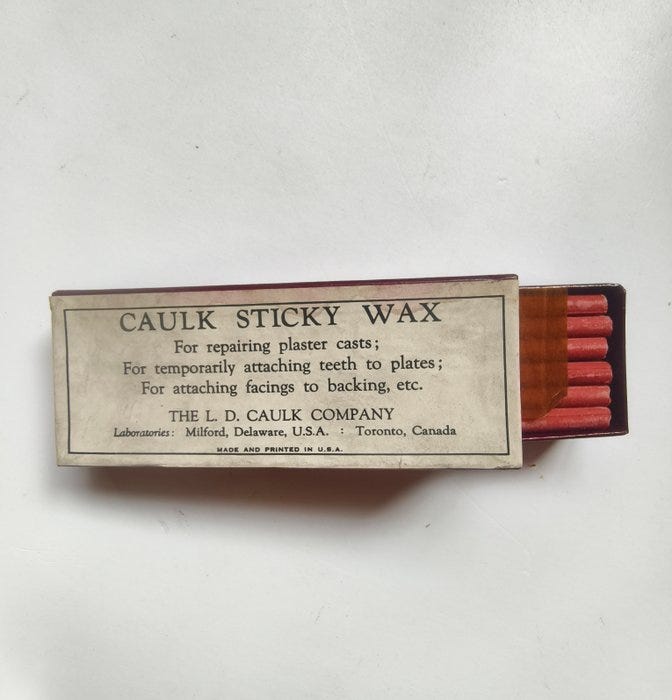 CAULK STICKY WAX
For repairing plaster casts;
For temporarily attaching teeth to plates;
For attaching facings to backing, etc.
THE L. D. CAULK COMPANY
Laboratories: Milford, Delaware, U.S.A. : Toronto, Canada
MADE AND PRINTED IN U.S.A.